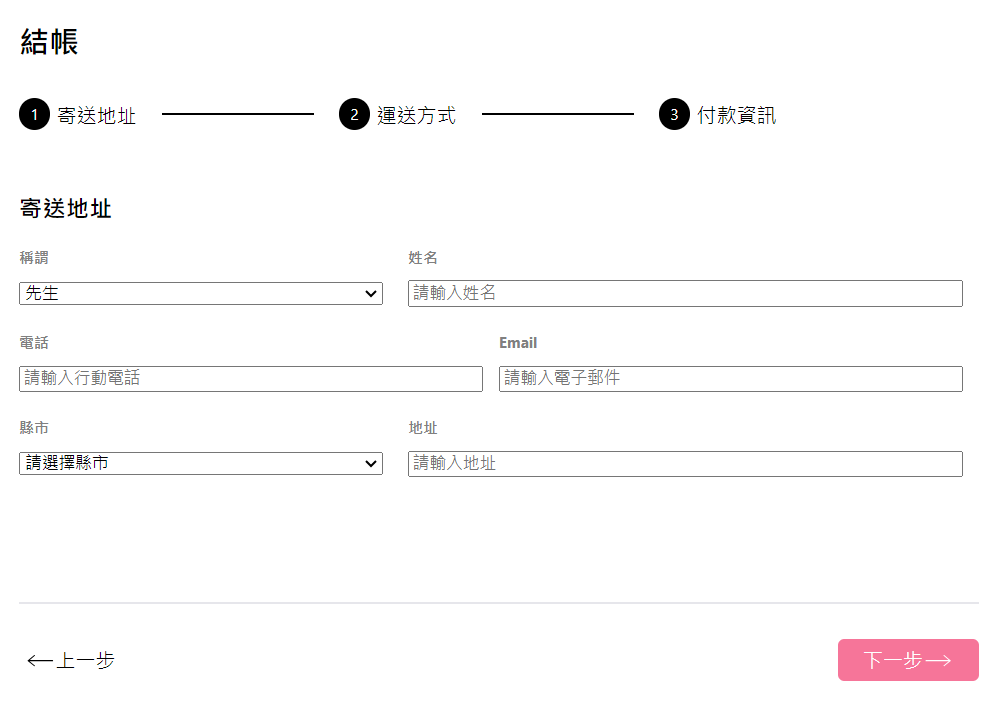 結帳
1 寄送地址 2 運送方式 3 付款資訊
寄送地址
稱謂 姓名
先生 請輸入姓名
電話 Email
請輸入行動電話 請輸入電子郵件
縣市 地址
請選擇縣市 請輸入地址
⟵上一步 下一步⟶